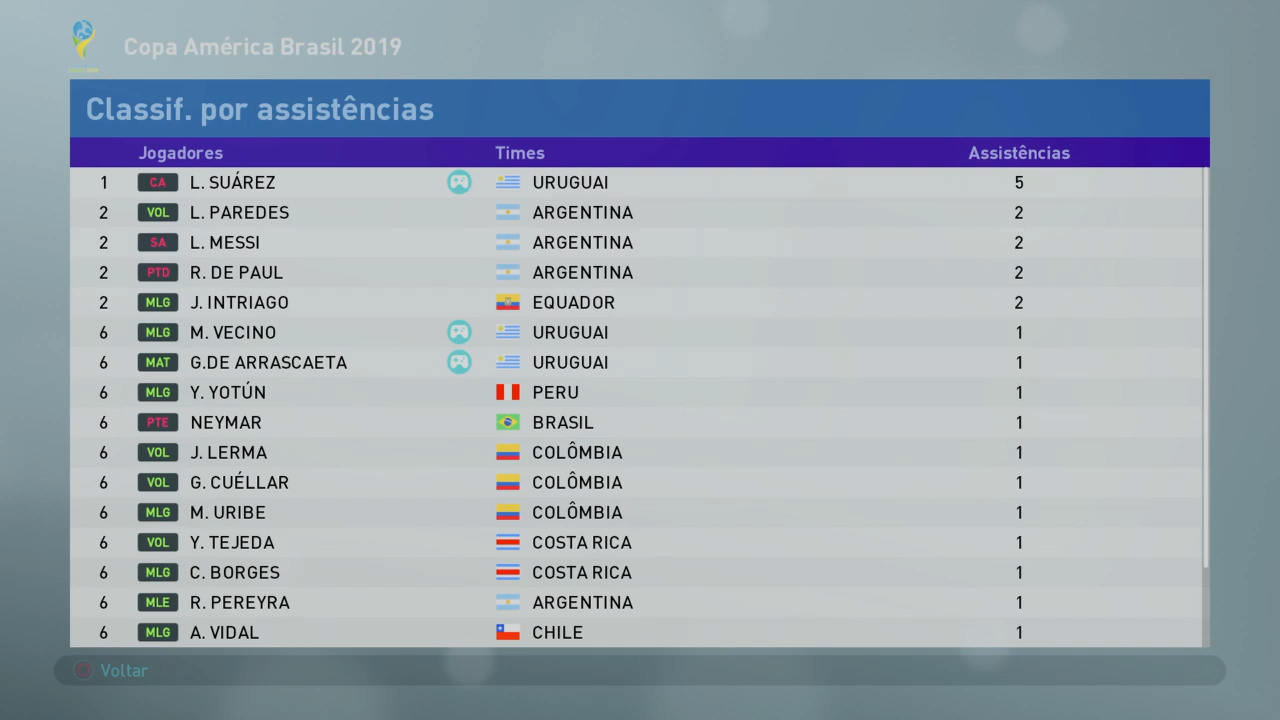 Copa América Brasil 2019
Classif. por assistências
Jogadores Times Assistências
1 CA L. SUÁREZ URUGUAI 5
2 VOL L. PAREDES ARGENTINA 2
2 SA L. MESSI ARGENTINA 2
2 PTD R. DE PAUL ARGENTINA 2
2 MLG J. INTRIAGO EQUADOR 2
6 MLG M. VECINO URUGUAI 1
6 MAT G.DE ARRASCAETA URUGUAI 1
6 MLG Y. YOTÚN PERU 1
6 PTE NEYMAR BRASIL 1
6 VOL J. LERMA COLÔMBIA 1
6 VOL G. CUÉLLAR COLÔMBIA 1
6 MLG M. URIBE COLÔMBIA 1
6 VOL Y. TEJEDA COSTA RICA 1
6 MLG C. BORGES COSTA RICA 1
6 MLE R. PEREYRA ARGENTINA 1
6 MLG A. VIDAL CHILE 1
Voltar